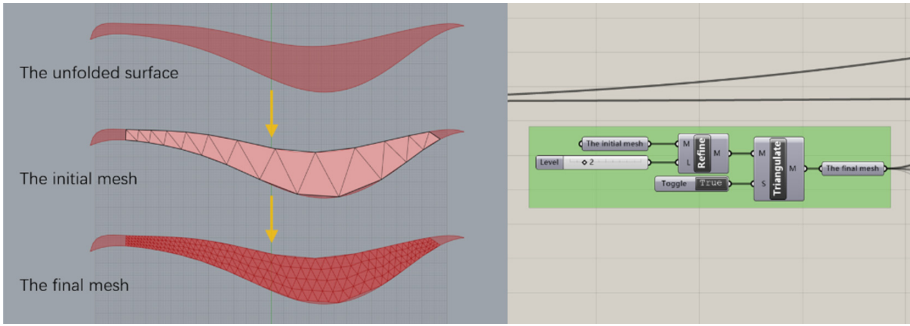 The unfolded surface
The initial mesh
The final mesh
The initial mesh
Level
2
M
L
Refine
M
Toggle
True
M
S
Triangulate
M
The final mesh